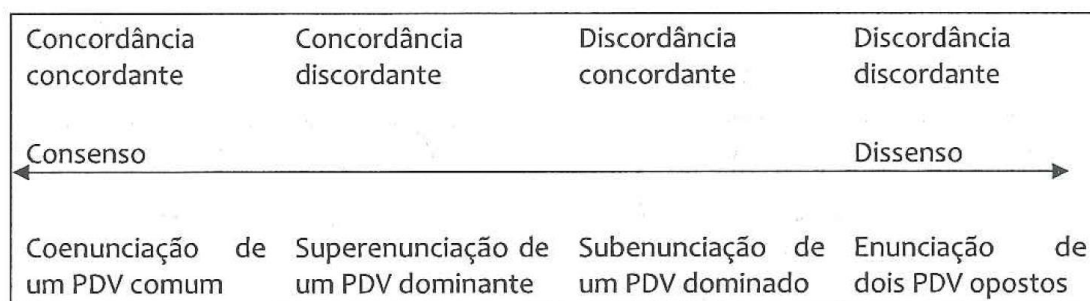 Concordância Concordância Discordância Discordância
concordante discordante concordante discordante
Consenso Dissenso
Coenunciação de Superenunciação de Subenunciação de Enunciação de
um PDV comum um PDV dominante um PDV dominado dois PDV opostos